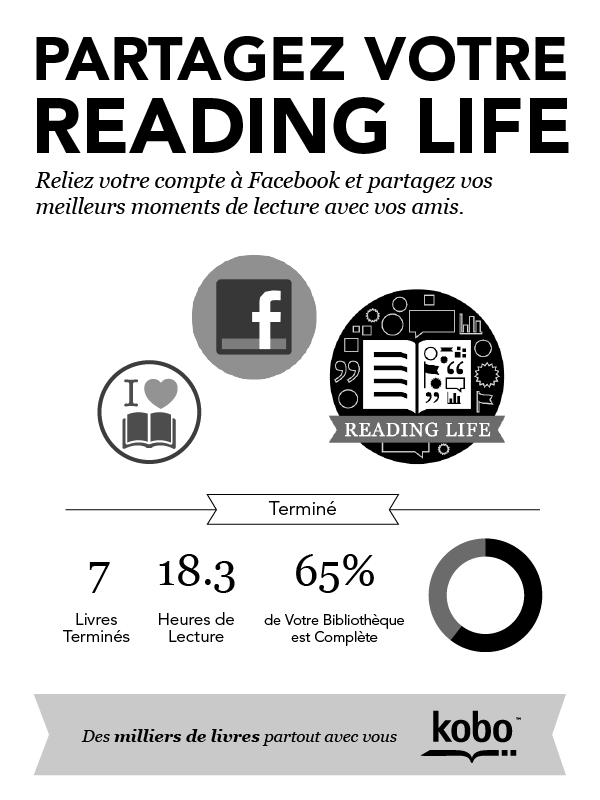 PARTAGEZ VOTRE
READING LIFE
Reliez votre compte à Facebook et partagez vos
meilleurs moments de lecture avec vos amis.
f
I
READING LIFE
Terminé
7
Livres
Terminés
18.3
Heures de
Lecture
65%
de Votre Bibliothèque
est Complète
Des milliers de livres partout avec vous
kobo™